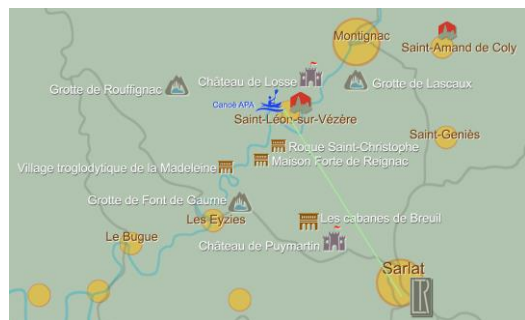 Montignac
Saint-Amand de Coly
Château de Losse
Grotte de Rouffignac
Grotte de Lascaux
Canoë APA
Saint-Léon-sur-Vézère
Saint-Geniès
Roque Saint-Christophe
Maison Forte de Reignac
Village troglodytique de la Madeleine
Grotte de Font de Gaume
Les Eyzies
Les cabanes de Breuil
Le Bugue
Château de Puymartin
Sarlat